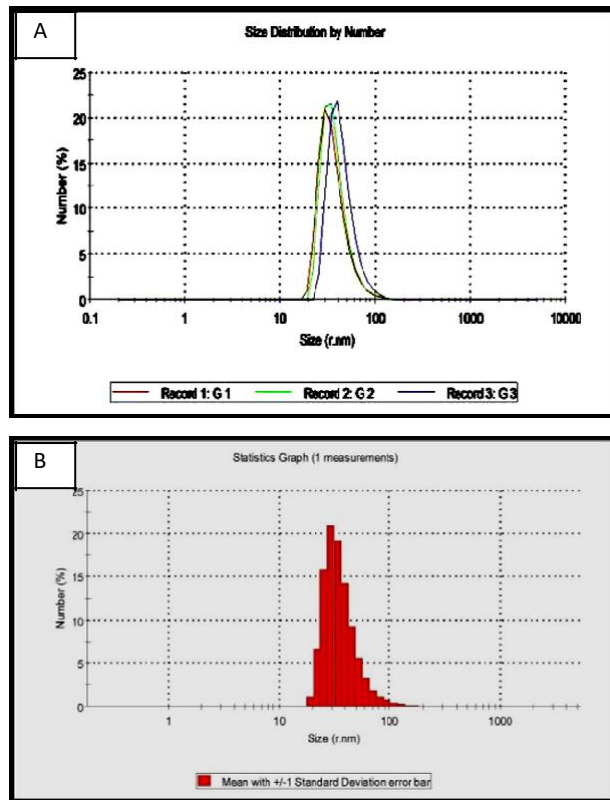 A
Size Distribution by Number
25
20
15
10
5
0
Number (%)
0.1 1 10 100 1000 10000
Size (r.nm)
Record 1: G 1 Record 2: G 2 Record 3: G 3
B
Statistics Graph (1 measurements)
25
20
15
10
5
0
Number (%)
1 10 100 1000
Size (r.nm)
Mean with +/-1 Standard Deviation error bar